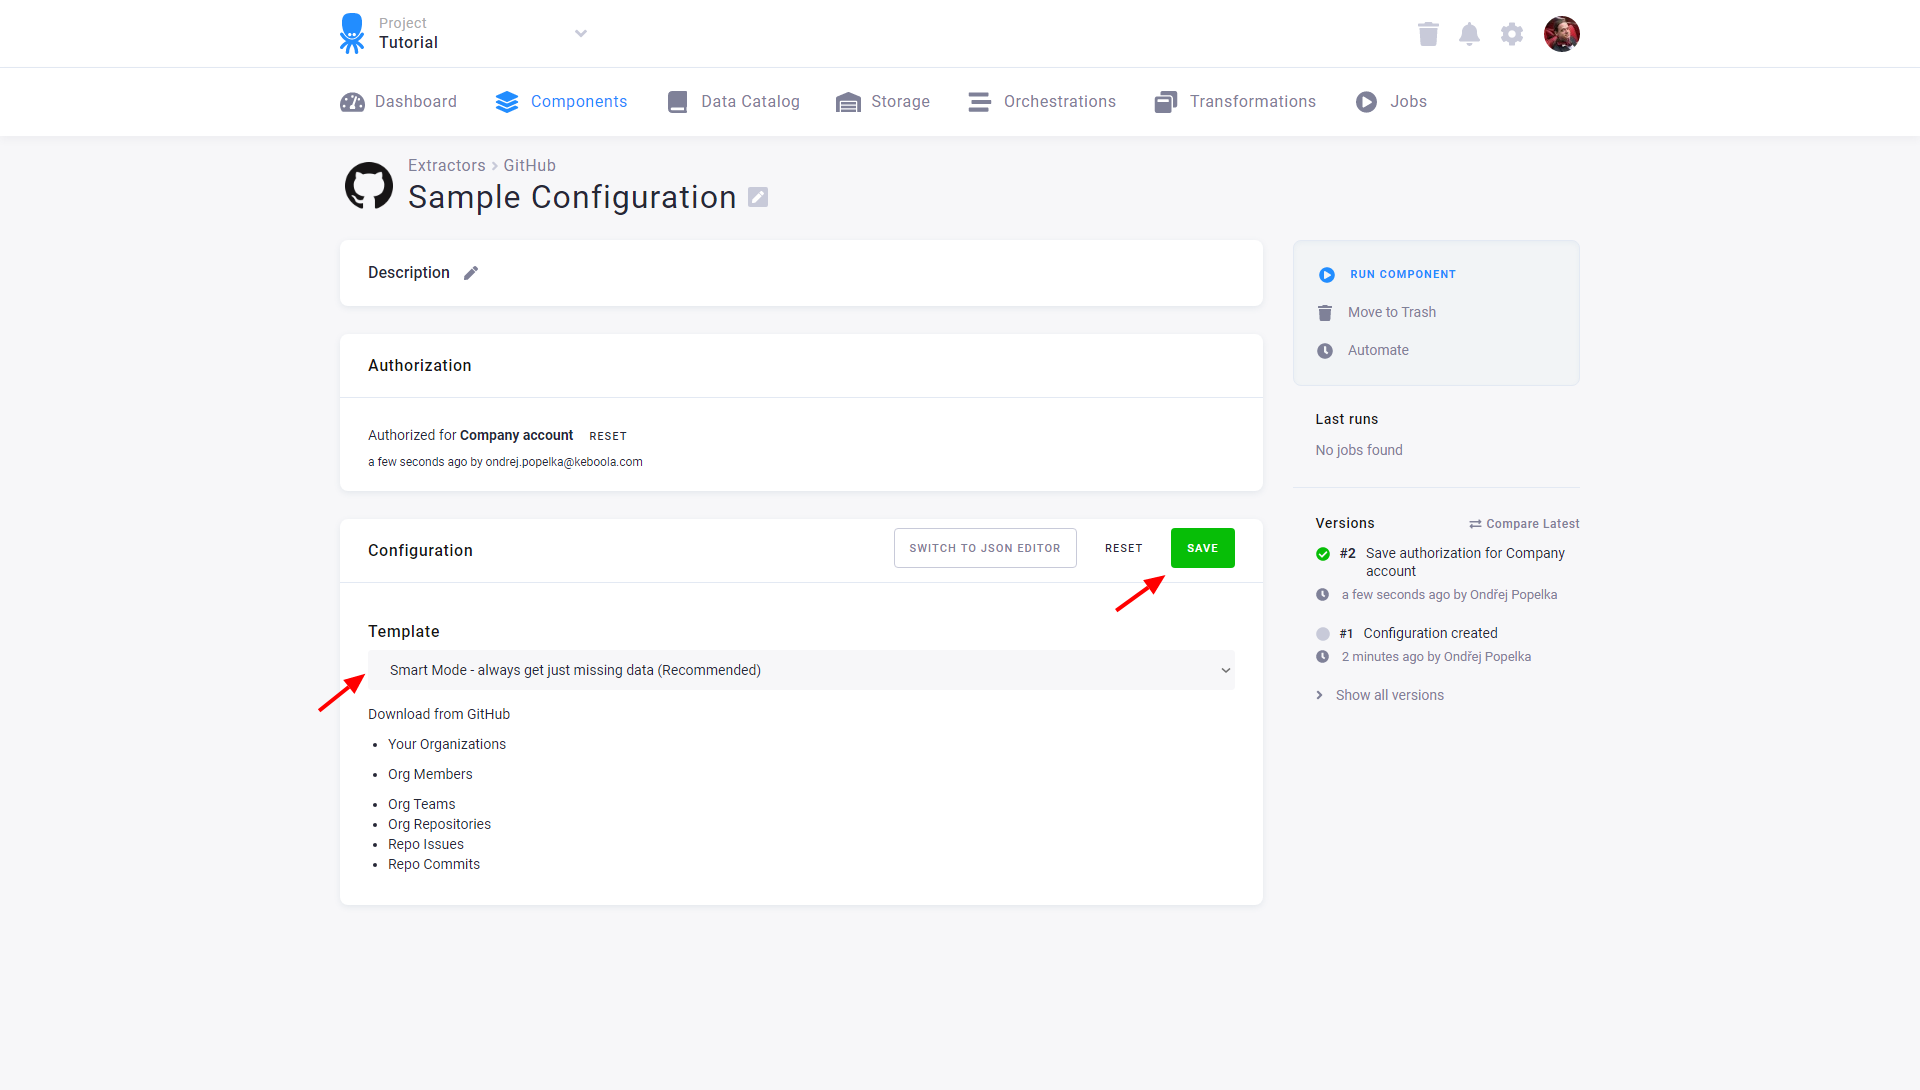 Project
Tutorial
Dashboard
Components
Data Catalog
Storage
Orchestrations
Transformations
Jobs
Extractors > GitHub
Sample Configuration
Description
Authorization
Authorized for Company account RESET
a few seconds ago by ondrej.popelka@keboola.com
Configuration
SWITCH TO JSON EDITOR
RESET
SAVE
Template
Smart Mode - always get just missing data (Recommended)
Download from GitHub
Your Organizations
Org Members
Org Teams
Org Repositories
Repo Issues
Repo Commits
RUN COMPONENT
Move to Trash
Automate
Last runs
No jobs found
Versions
Compare Latest
#2 Save authorization for Company
account
a few seconds ago by Ondřej Popelka
#1 Configuration created
2 minutes ago by Ondřej Popelka
Show all versions